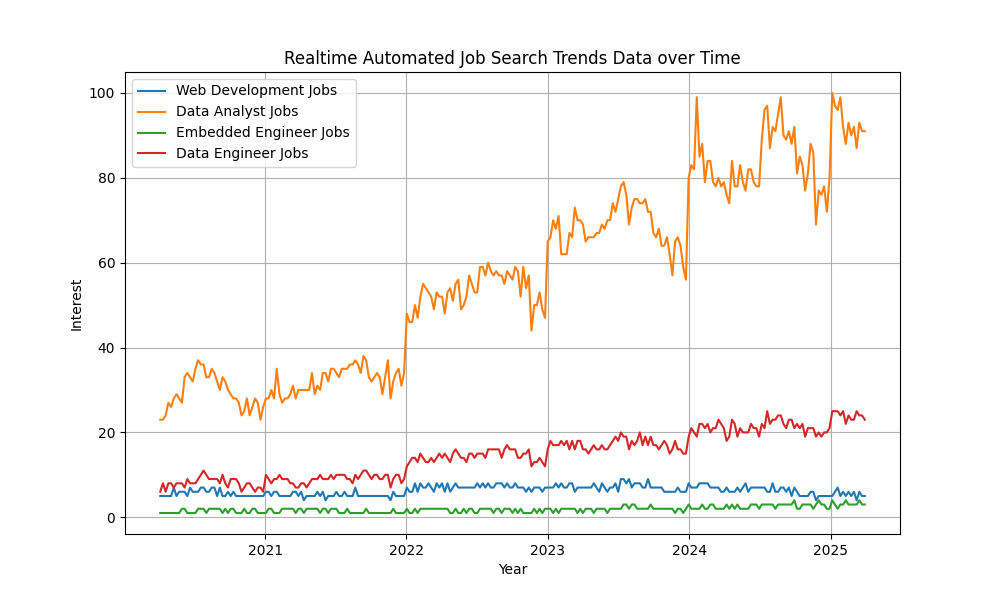 Realtime Automated Job Search Trends Data over Time
Web Development Jobs
Data Analyst Jobs
Embedded Engineer Jobs
Data Engineer Jobs
100
80
60
40
20
0
Interest
2021 2022 2023 2024 2025
Year